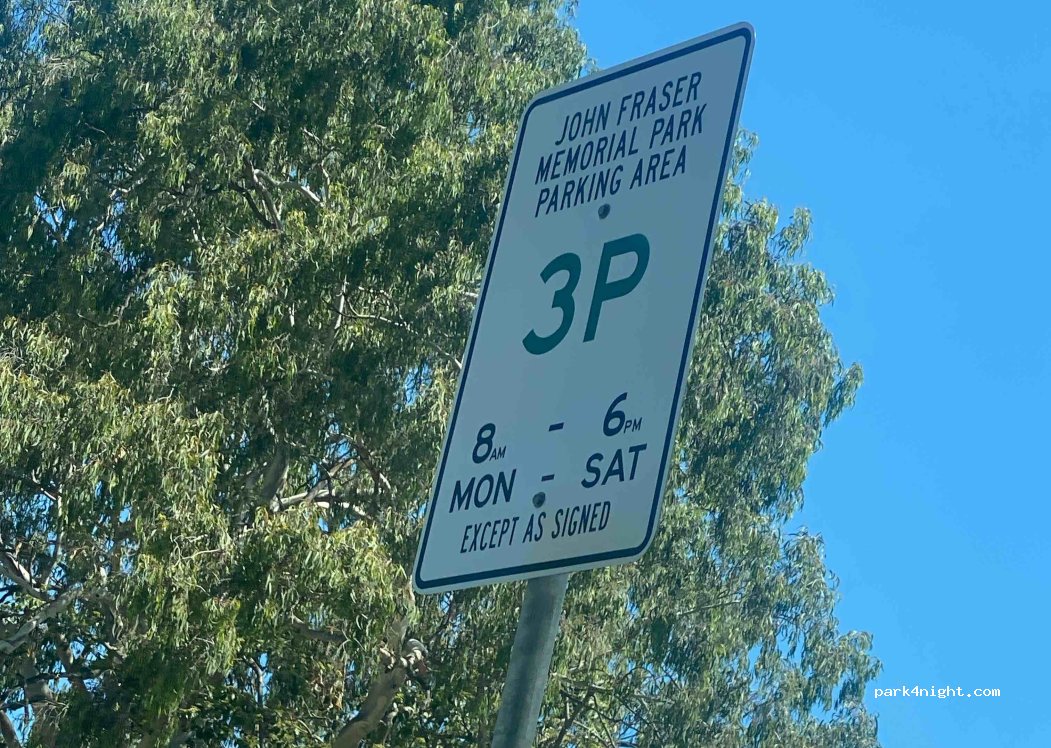 JOHN FRASER
MEMORIAL PARK
PARKING AREA
3P
8AM - 6PM
MON - SAT
EXCEPT AS SIGNED
park4night.com